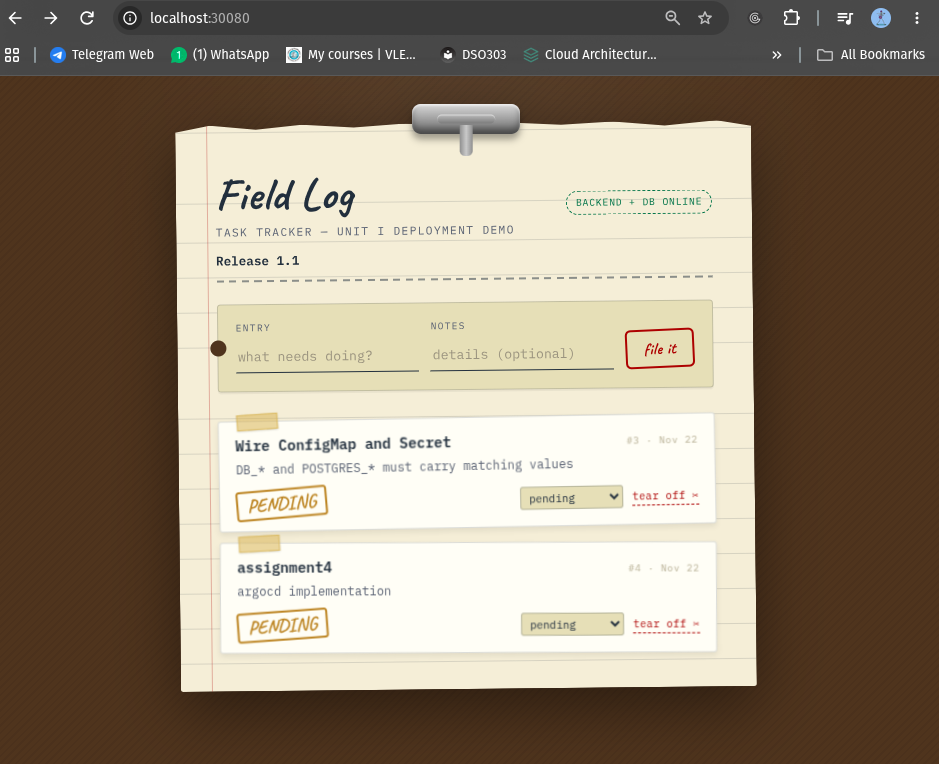 localhost:30080
Telegram Web
1
(1) WhatsApp
My courses | VLE...
DSO303
Cloud Architectur...
»
All Bookmarks
Field Log
BACKEND + DB ONLINE
TASK TRACKER — UNIT I DEPLOYMENT DEMO
Release 1.1
ENTRY
NOTES
what needs doing?
details (optional)
file it
Wire ConfigMap and Secret
#3 · Nov 22
DB_* and POSTGRES_* must carry matching values
PENDING
pending
tear off ✂
assignment4
#4 · Nov 22
argocd implementation
PENDING
pending
tear off ✂